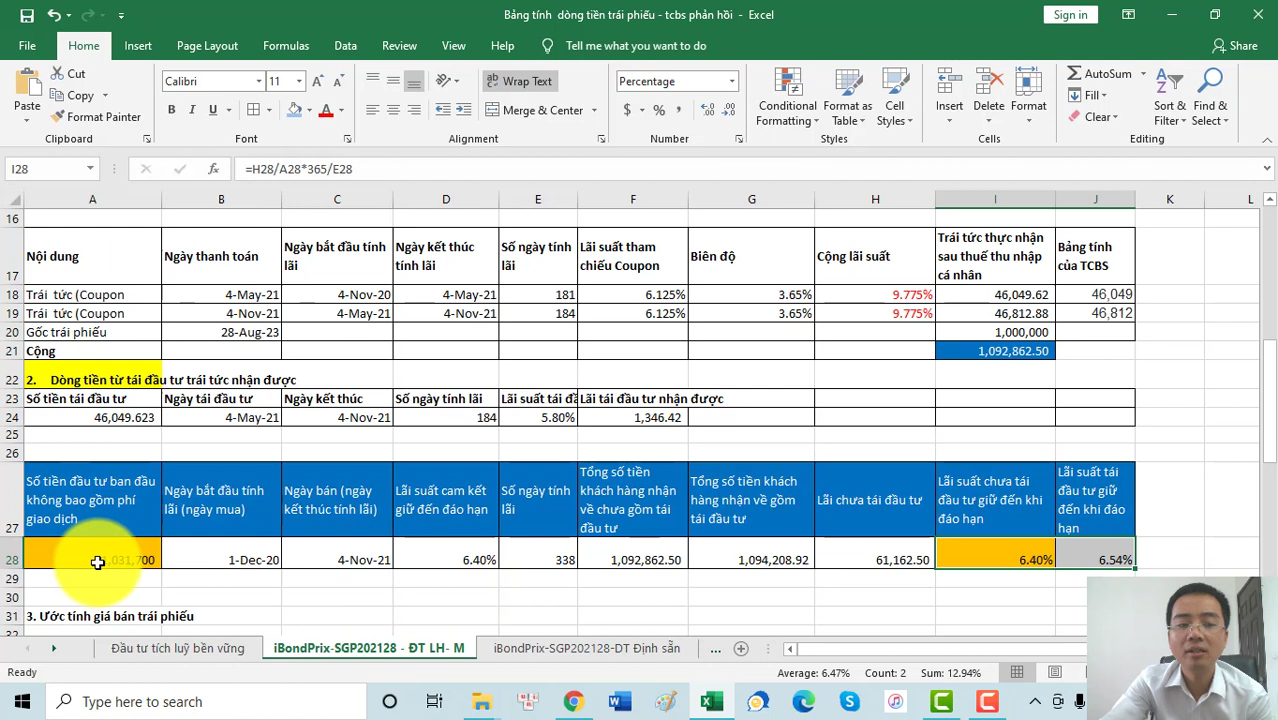 Bảng tính  dòng tiền trái phiếu - tcbs phản hồi  -  Excel
Sign in
File Home Insert Page Layout Formulas Data Review View Help Tell me what you want to do Share
Paste
Cut
Copy
Format Painter
Calibri 11
B I U
A A
Wrap Text
Merge & Center
Percentage
$ % ,
Conditional Formatting
Format as Table
Cell Styles
Insert Delete Format
AutoSum
Fill
Clear
Sort & Filter
Find & Select
Clipboard Font Alignment Number Styles Cells Editing
I28 fx =H28/A28*365/E28
A B C D E F G H I J K L
16
17 Nội dung Ngày thanh toán Ngày bắt đầu tính lãi Ngày kết thúc tính lãi Số ngày tính lãi Lãi suất tham chiếu Coupon Biên độ Cộng lãi suất Trái tức thực nhận sau thuế thu nhập cá nhân Bảng tính của TCBS
18 Trái  tức (Coupon 4-May-21 4-Nov-20 4-May-21 181 6.125% 3.65% 9.775% 46,049.62 46,049
19 Trái  tức (Coupon 4-Nov-21 4-May-21 4-Nov-21 184 6.125% 3.65% 9.775% 46,812.88 46,812
20 Gốc trái phiếu 28-Aug-23 1,000,000
21 Cộng 1,092,862.50
22 2. Dòng tiền từ tái đầu tư trái tức nhận được
23 Số tiền tái đầu tư Ngày tái đầu tư Ngày kết thúc Số ngày tính lãi Lãi suất tái đầ Lãi tái đầu tư nhận được
24 46,049.623 4-May-21 4-Nov-21 184 5.80% 1,346.42
25
26
27 Số tiền đầu tư ban đầu không bao gồm phí giao dịch Ngày bắt đầu tính lãi (ngày mua) Ngày bán (ngày kết thúc tính lãi) Lãi suất cam kết giữ đến đáo hạn Số ngày tính lãi Tổng số tiền khách hàng nhận về chưa gồm tái đầu tư Tổng số tiền khách hàng nhận về gồm tái đầu tư Lãi chưa tái đầu tư Lãi suất chưa tái đầu tư giữ đến khi đáo hạn Lãi suất tái đầu tư giữ đến khi đáo hạn
28 1,031,700 1-Dec-20 4-Nov-21 6.40% 338 1,092,862.50 1,094,208.92 61,162.50 6.40% 6.54%
29
30
31 3. Ước tính giá bán trái phiếu
32
Đầu tư tích luỹ bền vững iBondPrix-SGP202128 - ĐT LH- M iBondPrix-SGP202128-DT Định sẵn ...
Ready Average: 6.47% Count: 2 Sum: 12.94%
Type here to search